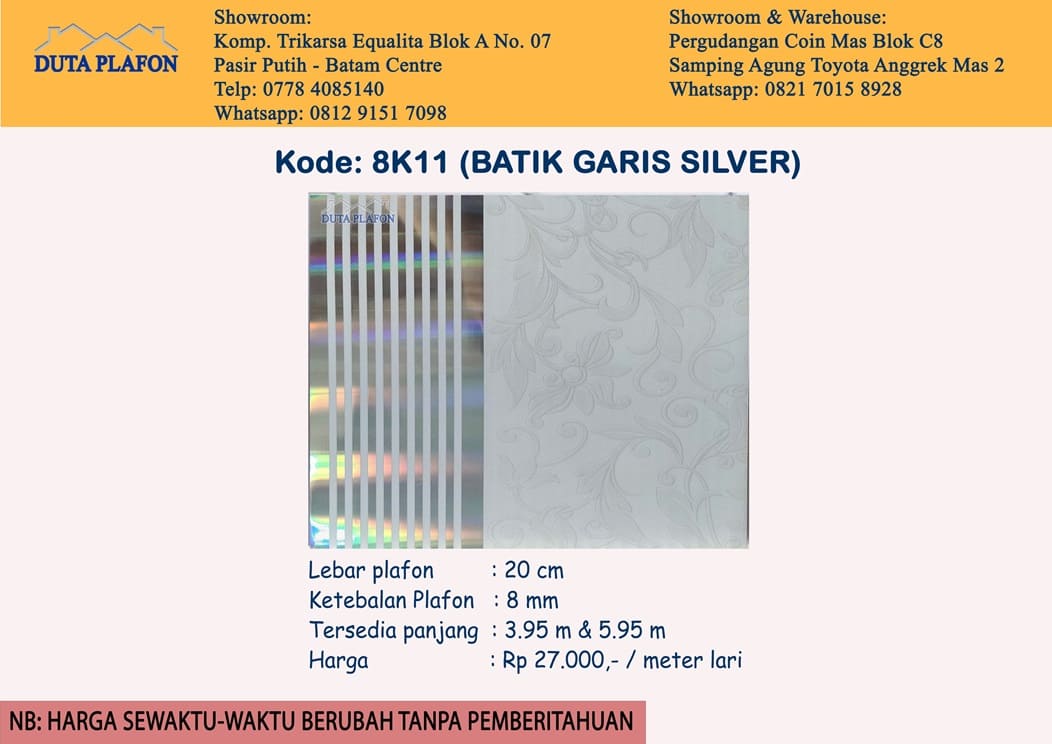 DUTA PLAFON
Showroom:
Komp. Trikarsa Equalita Blok A No. 07
Pasir Putih - Batam Centre
Telp: 0778 4085140
Whatsapp: 0812 9151 7098
Showroom & Warehouse:
Pergudangan Coin Mas Blok C8
Samping Agung Toyota Anggrek Mas 2
Whatsapp: 0821 7015 8928
Kode: 8K11 (BATIK GARIS SILVER)
DUTA PLAFON
Lebar plafon : 20 cm
Ketebalan Plafon : 8 mm
Tersedia panjang : 3.95 m & 5.95 m
Harga : Rp 27.000,- / meter lari
NB: HARGA SEWAKTU-WAKTU BERUBAH TANPA PEMBERITAHUAN